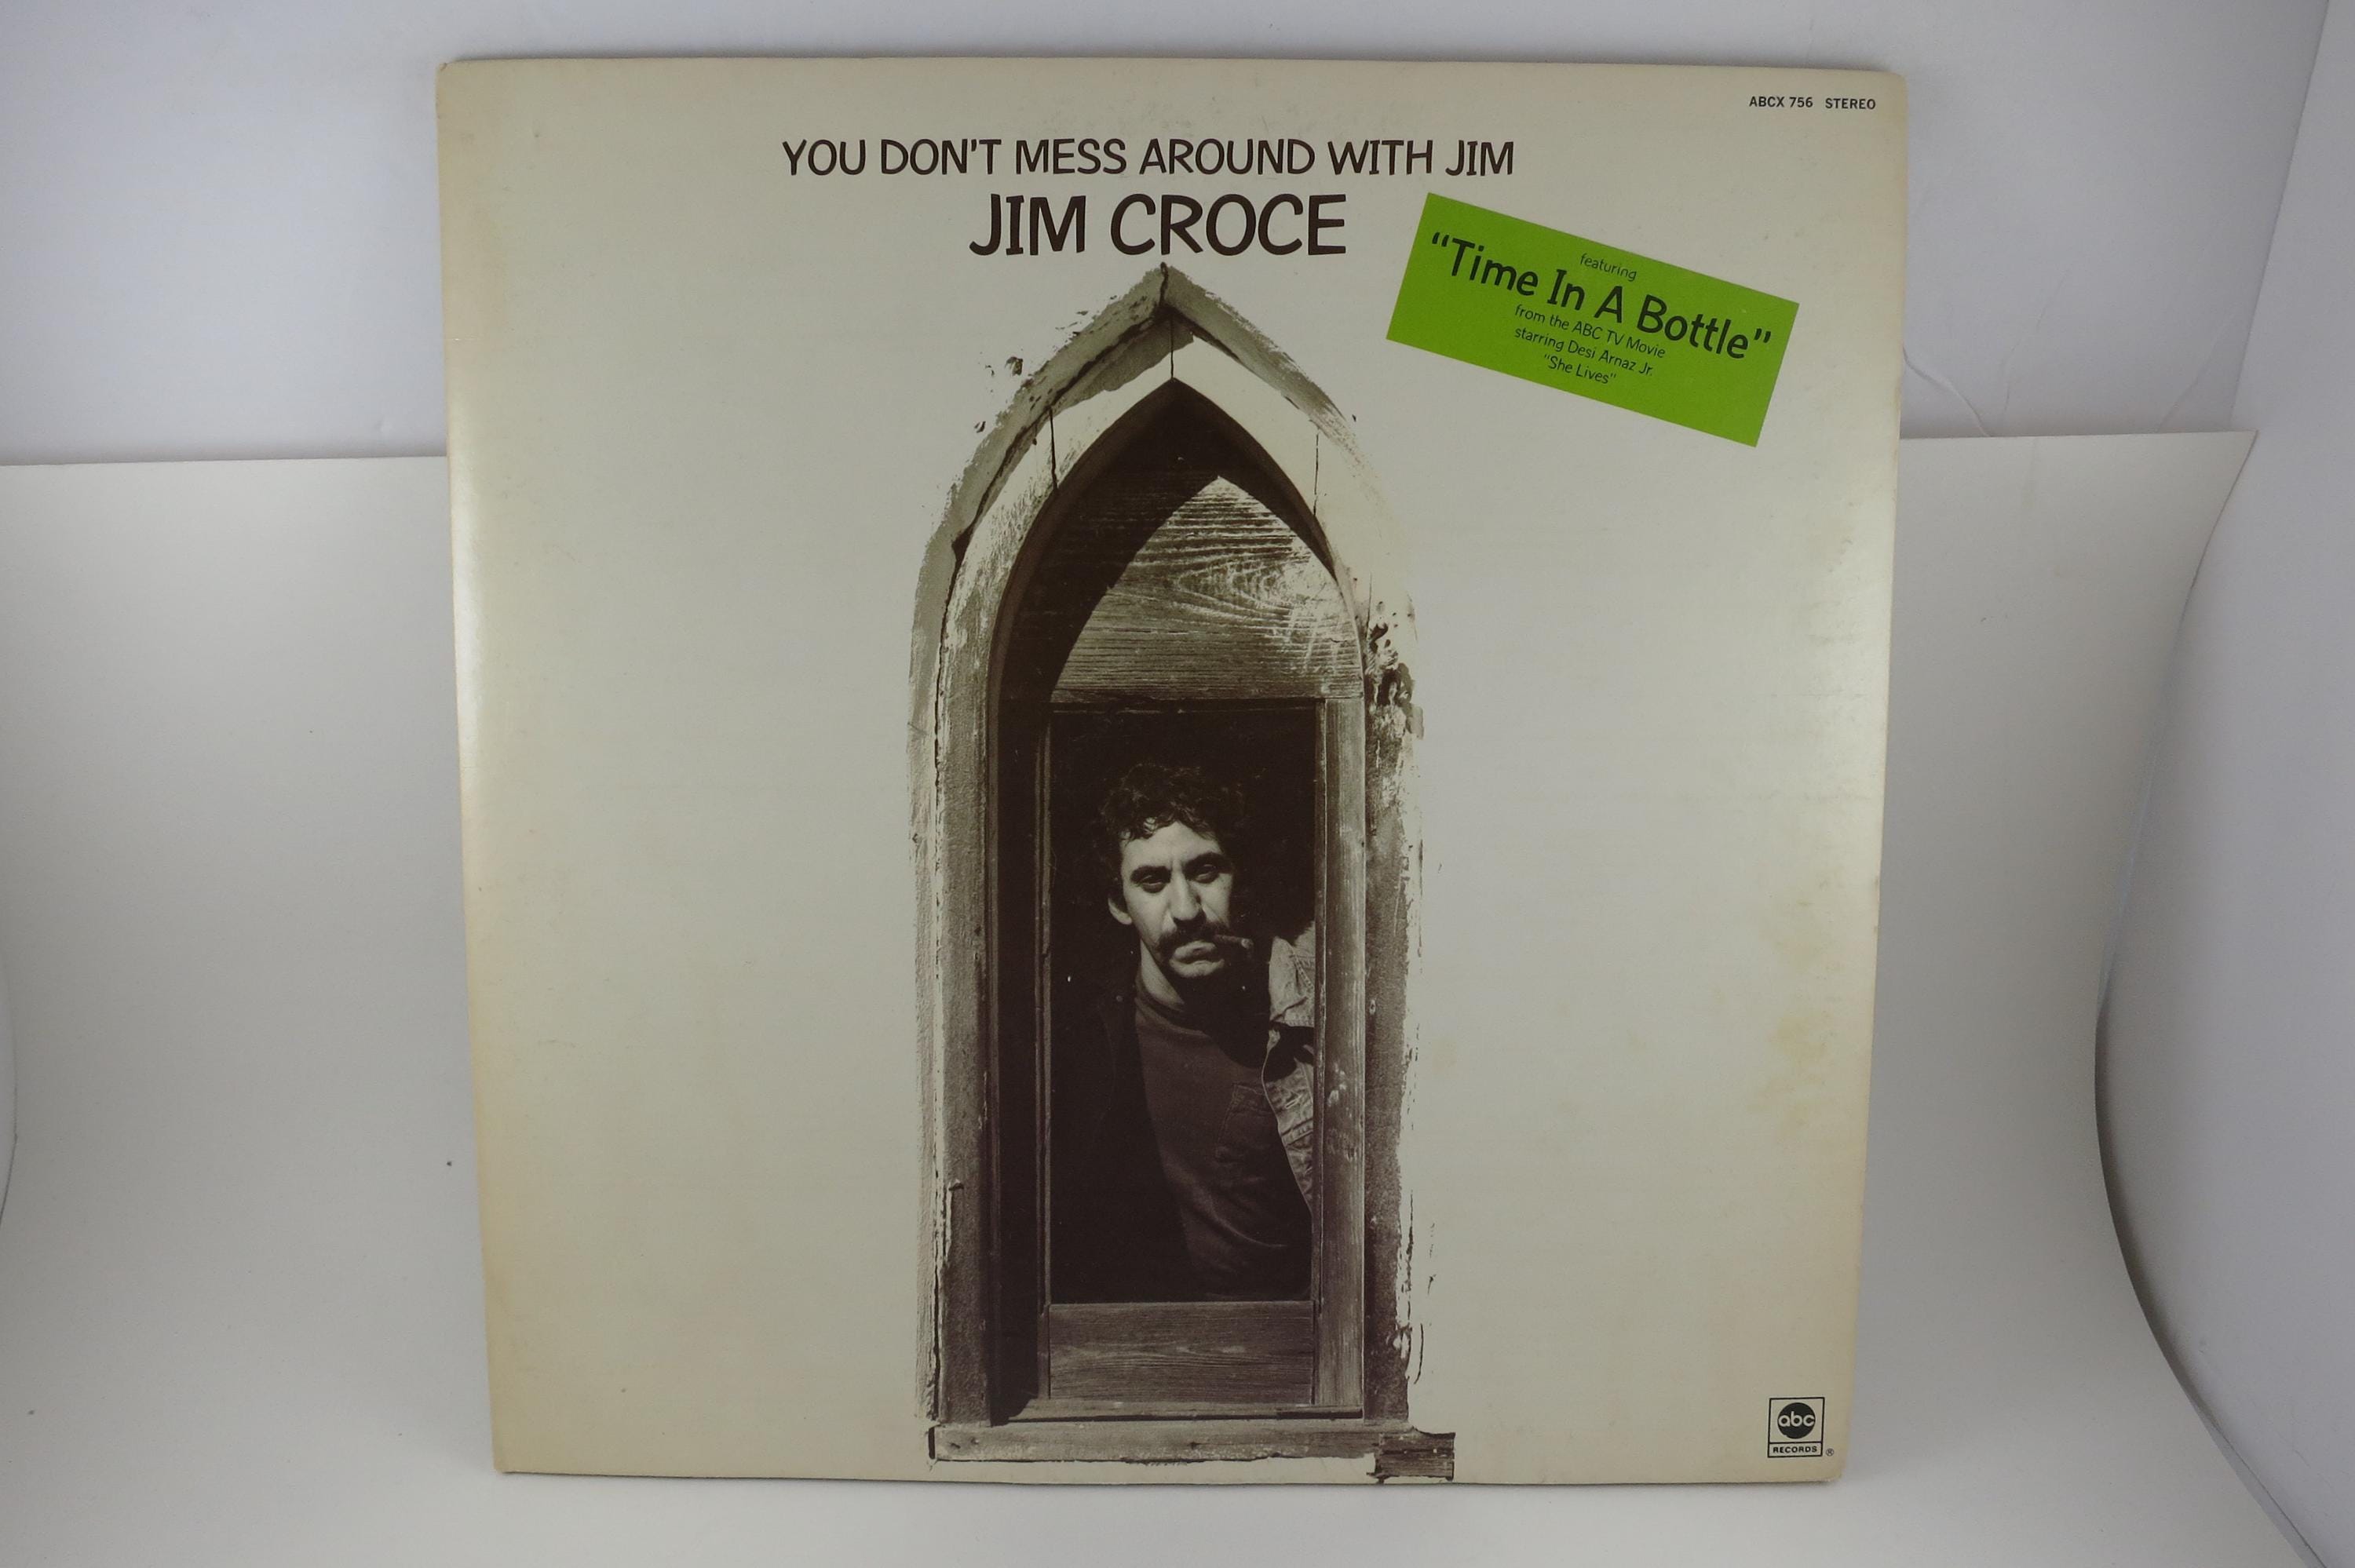 ABCX 756 STEREO
YOU DON'T MESS AROUND WITH JIM
JIM CROCE
featuring
"Time In A Bottle"
from the ABC TV Movie
starring Desi Arnaz Jr.
"She Lives"
abc
RECORDS ®